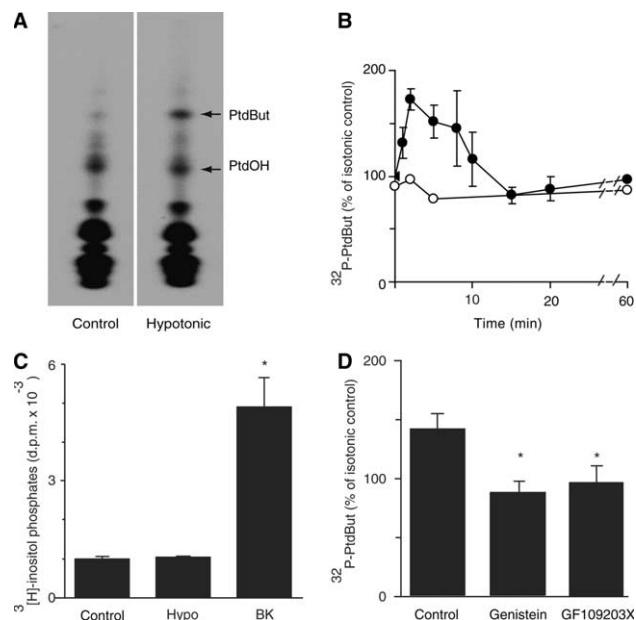 A
PtdBut
PtdOH
Control Hypotonic
B
³²P-PtdBut (% of isotonic control)
200
100
0
10 20 60
Time (min)
C
³[H]-inositol phosphates (d.p.m. x 10⁻³)
6
3
0
*
Control Hypo BK
D
³²P-PtdBut (% of isotonic control)
200
100
0
* *
Control Genistein GF109203X